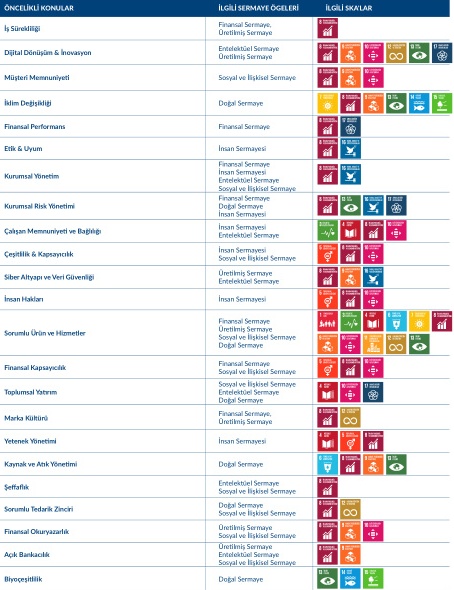 ÖNCELİKLİ KONULAR İLGİLİ SERMAYE ÖGELERİ İLGİLİ SKA'LAR
İş Sürekliliği
Finansal Sermaye,
Üretilmiş Sermaye
Dijital Dönüşüm & İnovasyon
Entelektüel Sermaye
Üretilmiş Sermaye
Müşteri Memnuniyeti
Sosyal ve İlişkisel Sermaye
İklim Değişikliği
Doğal Sermaye
Finansal Performans
Finansal Sermaye
Etik & Uyum
İnsan Sermayesi
Kurumsal Yönetim
Finansal Sermaye
İnsan Sermayesi
Entelektüel Sermaye
Sosyal ve İlişkisel Sermaye
Kurumsal Risk Yönetimi
Finansal Sermaye
Doğal Sermaye
İnsan Sermayesi
Çalışan Memnuniyeti ve Bağlılığı
İnsan Sermayesi
Entelektüel Sermaye
Çeşitlilik & Kapsayıcılık
İnsan Sermayesi
Sosyal ve İlişkisel Sermaye
Siber Altyapı ve Veri Güvenliği
Üretilmiş Sermaye
Entelektüel Sermaye
İnsan Hakları
İnsan Sermayesi
Sorumlu Ürün ve Hizmetler
Finansal Sermaye
Üretilmiş Sermaye
Sosyal ve İlişkisel Sermaye
Doğal Sermaye
Finansal Kapsayıcılık
Finansal Sermaye
Sosyal ve İlişkisel Sermaye
Toplumsal Yatırım
Sosyal ve İlişkisel Sermaye
Entelektüel Sermaye
Doğal Sermaye
Marka Kültürü
Finansal Sermaye,
Üretilmiş Sermaye
Yetenek Yönetimi
İnsan Sermayesi
Kaynak ve Atık Yönetimi
Doğal Sermaye
Şeffaflık
Entelektüel Sermaye
Sosyal ve İlişkisel Sermaye
Sorumlu Tedarik Zinciri
Doğal Sermaye
Sosyal ve İlişkisel Sermaye
Finansal Okuryazarlık
Üretilmiş Sermaye
Sosyal ve İlişkisel Sermaye
Açık Bankacılık
Üretilmiş Sermaye
Entelektüel Sermaye
Sosyal ve İlişkisel Sermaye
Biyoçeşitlilik
Doğal Sermaye